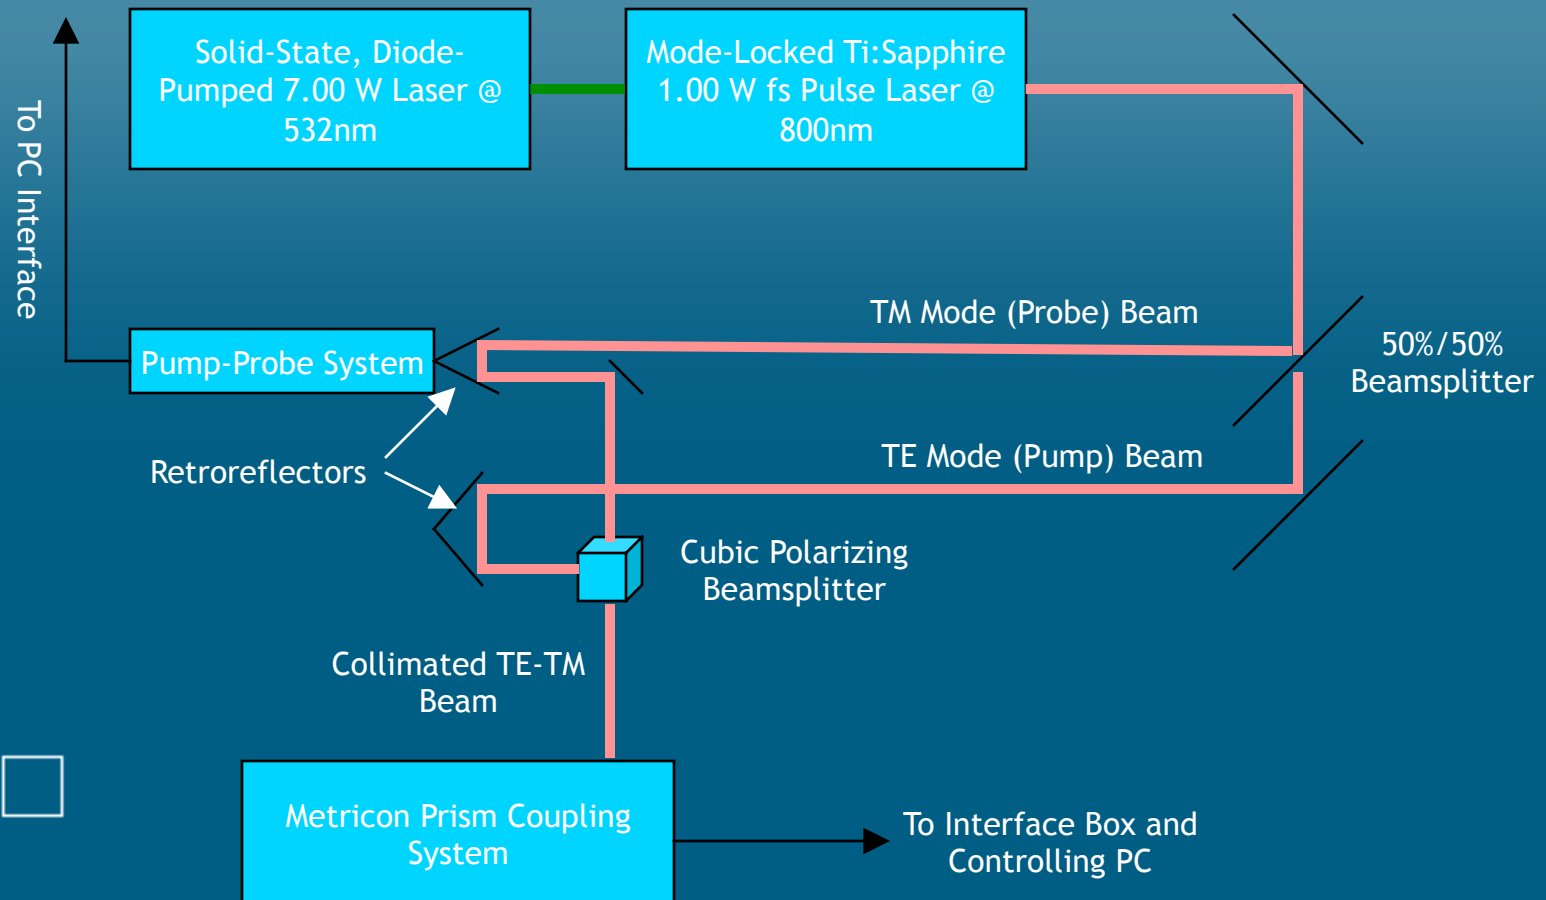 Solid-State, Diode-
Pumped 7.00 W Laser @
532nm
Mode-Locked Ti:Sapphire
1.00 W fs Pulse Laser @
800nm
To PC Interface
TM Mode (Probe) Beam
50%/50%
Beamsplitter
Pump-Probe System
TE Mode (Pump) Beam
Retroreflectors
Cubic Polarizing
Beamsplitter
Collimated TE-TM
Beam
Metricon Prism Coupling
System
To Interface Box and
Controlling PC